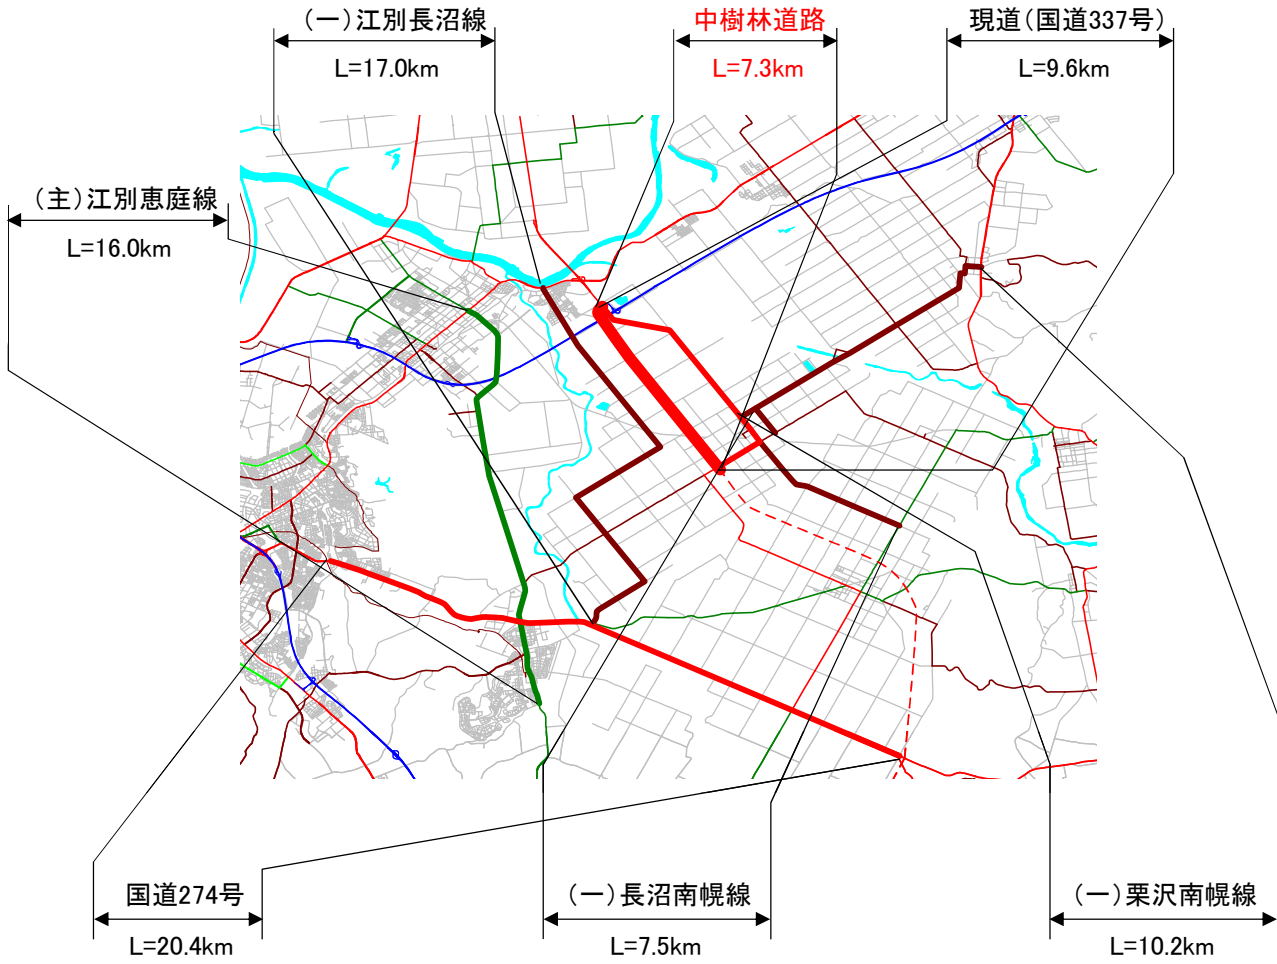 (一)江別長沼線
L=17.0km
中樹林道路
L=7.3km
現道(国道337号)
L=9.6km
(主)江別恵庭線
L=16.0km
国道274号
L=20.4km
(一)長沼南幌線
L=7.5km
(一)栗沢南幌線
L=10.2km